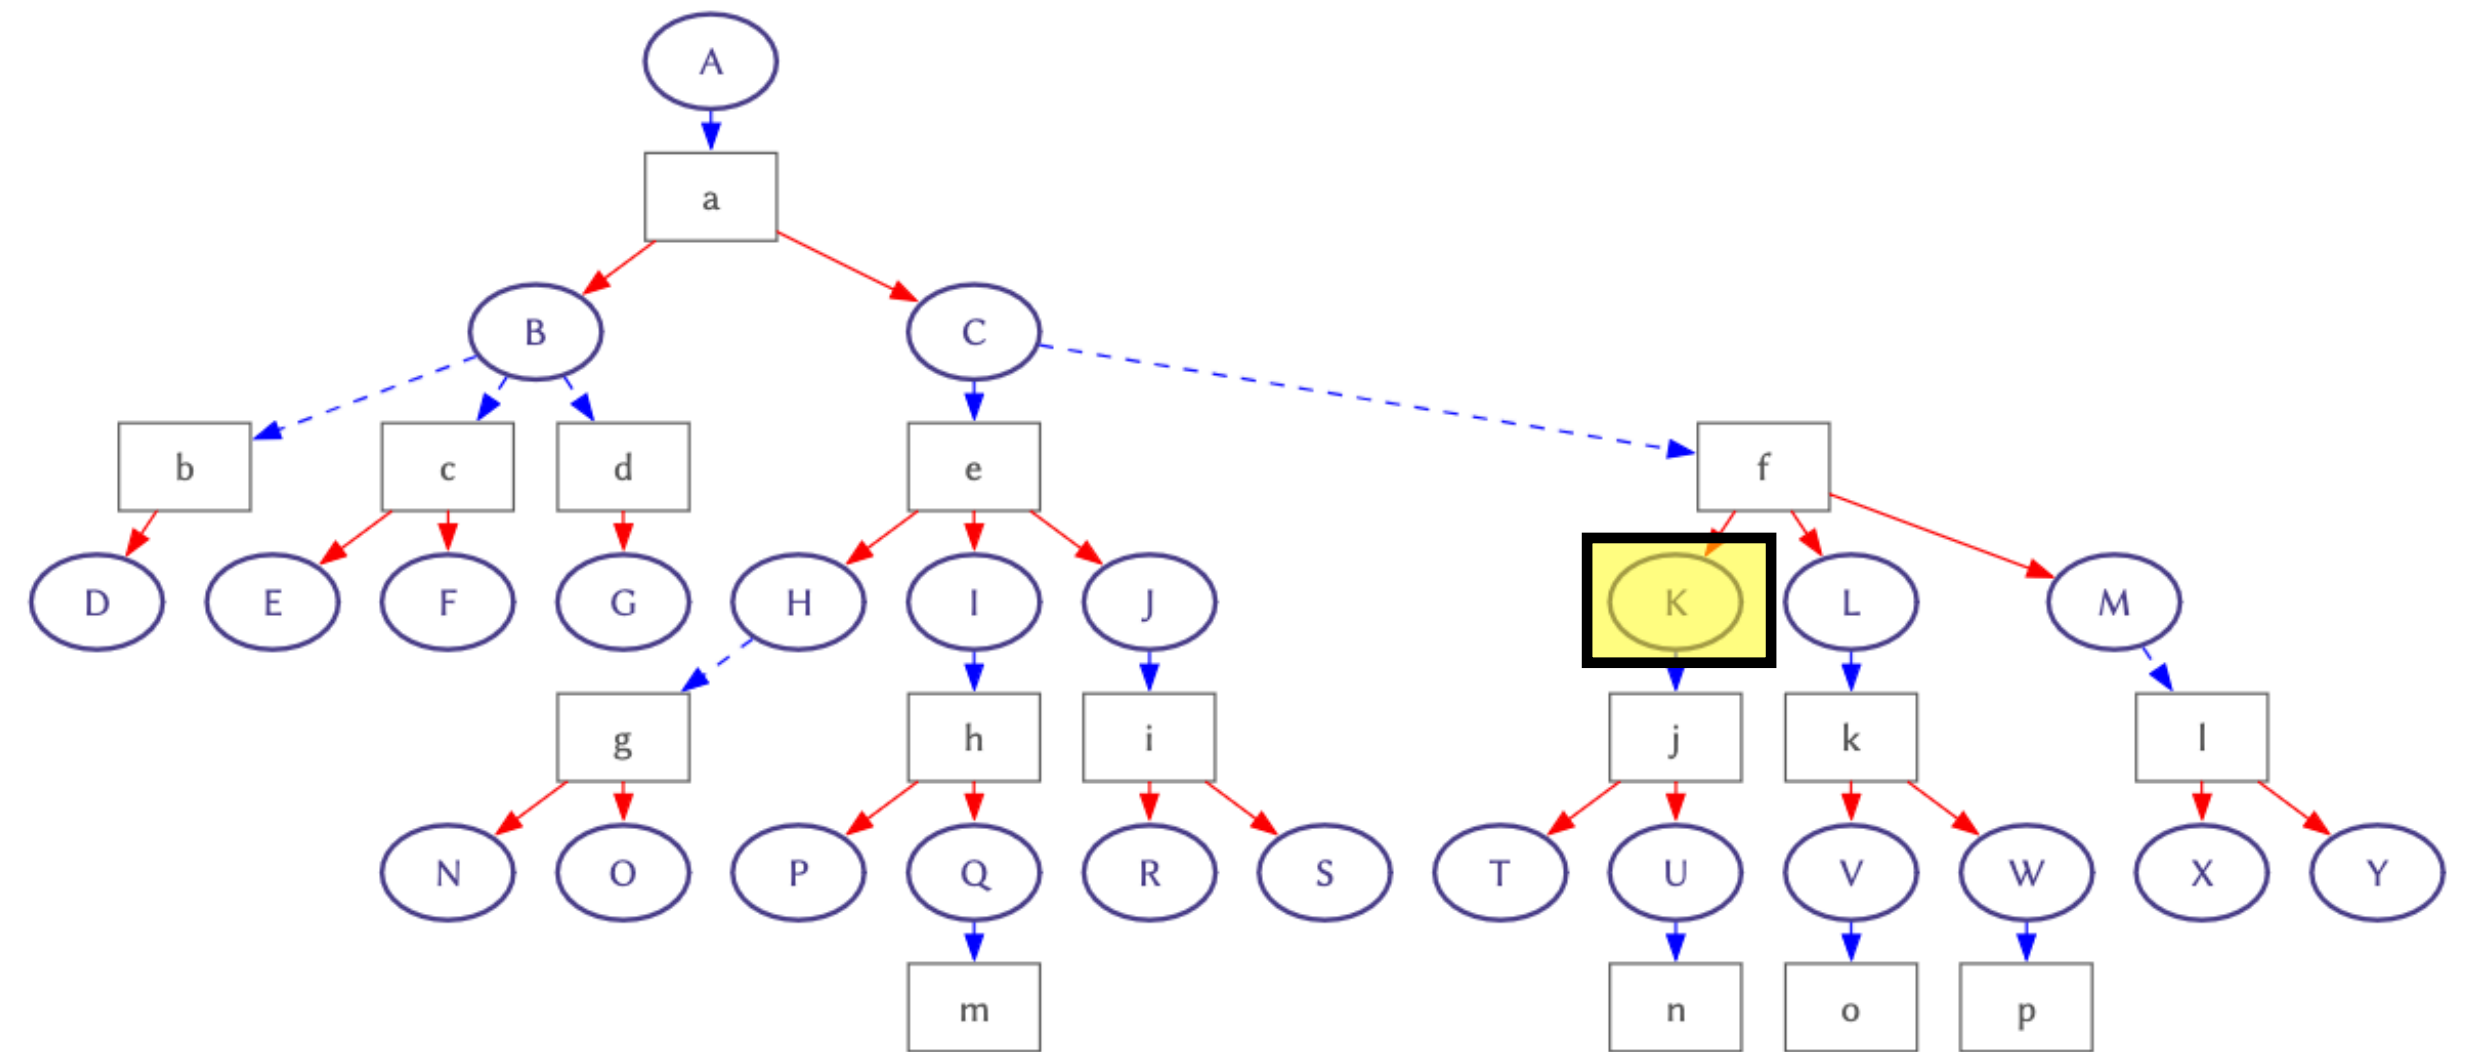 A
a
B C
b c d e f
D E F G H I J K L M
g h i j k l
N O P Q R S T U V W X Y
m n o p